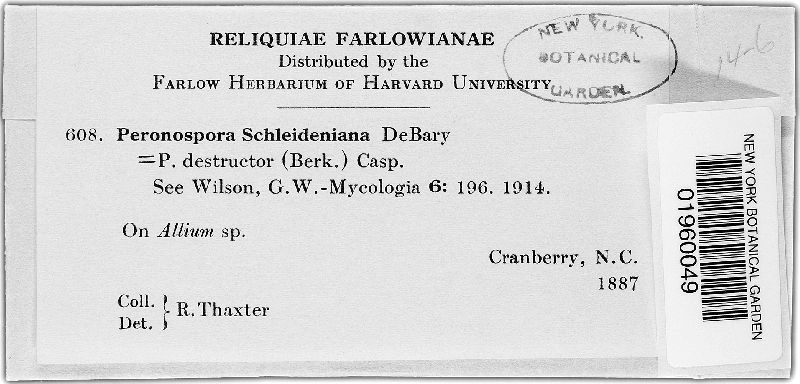 RELIQUIAE FARLOWIANAE
Distributed by the
FARLOW HERBARIUM OF HARVARD UNIVERSITY
NEW YORK
BOTANICAL
GARDEN.
608. Peronospora Schleideniana DeBary
=P. destructor (Berk.) Casp.
See Wilson, G.W.-Mycologia 6: 196. 1914.
On Allium sp.
Cranberry, N.C.
1887
Coll.
Det. } R. Thaxter
NEW YORK BOTANICAL GARDEN
01960049